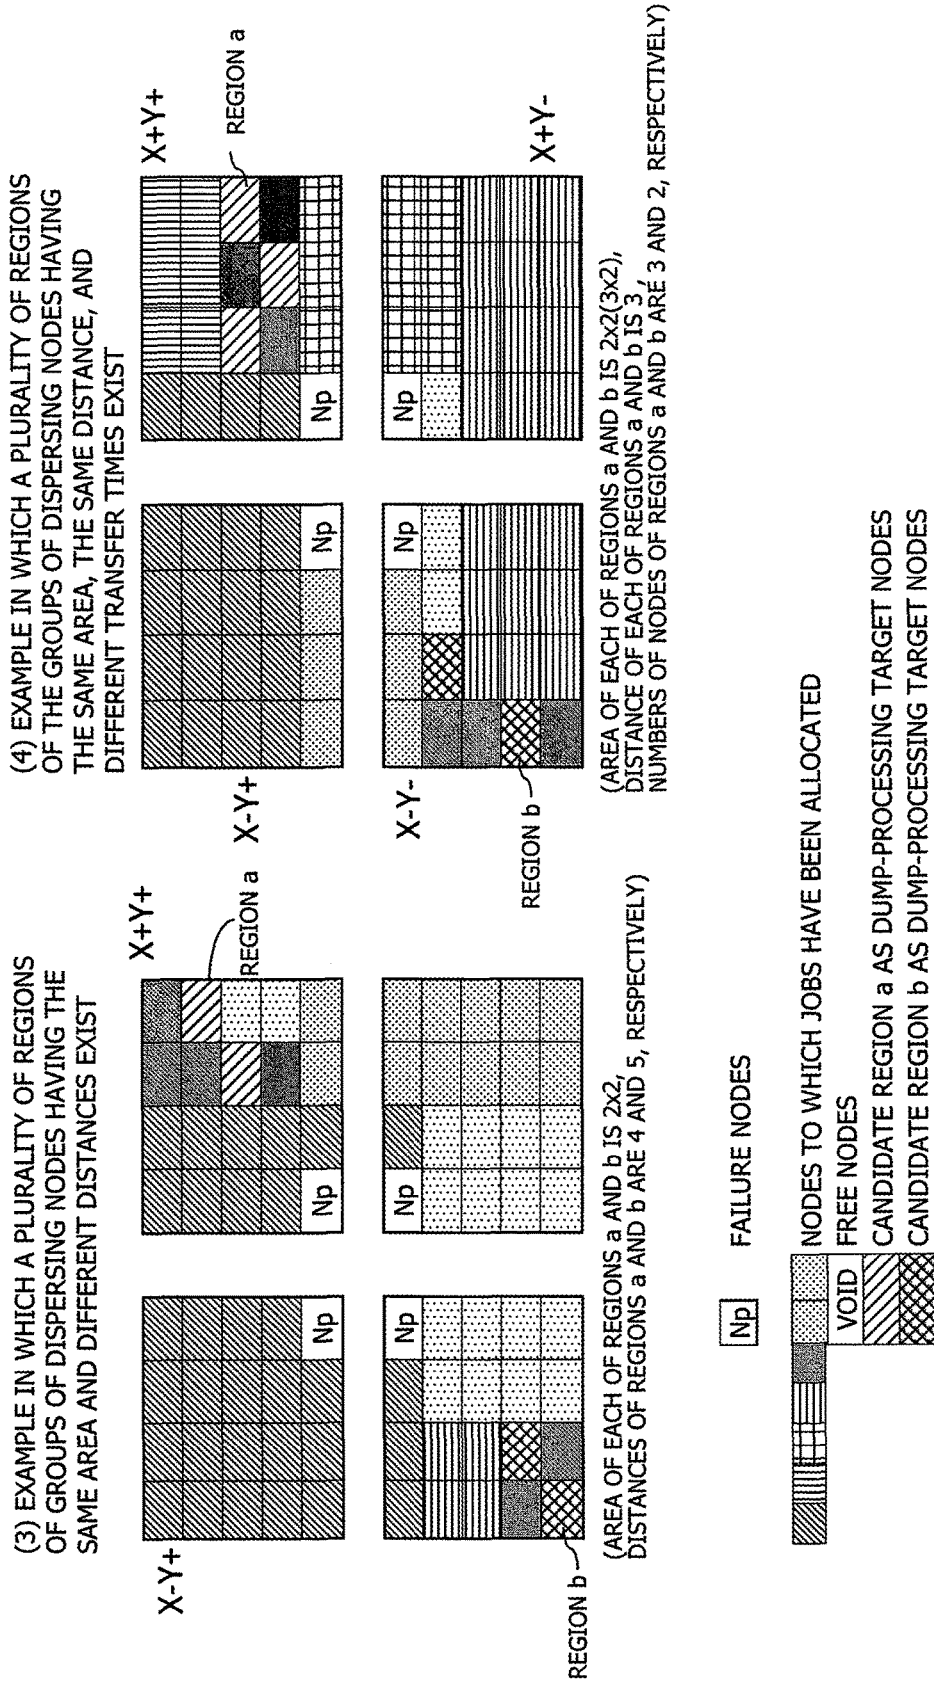 (3) EXAMPLE IN WHICH A PLURALITY OF REGIONS
OF GROUPS OF DISPERSING NODES HAVING THE
SAME AREA AND DIFFERENT DISTANCES EXIST
X-Y+
X+Y+
REGION a
Np
Np
Np
REGION b
(AREA OF EACH OF REGIONS a AND b IS 2x2,
DISTANCES OF REGIONS a AND b ARE 4 AND 5, RESPECTIVELY)
(4) EXAMPLE IN WHICH A PLURALITY OF REGIONS
OF THE GROUPS OF DISPERSING NODES HAVING
THE SAME AREA, THE SAME DISTANCE, AND
DIFFERENT TRANSFER TIMES EXIST
X-Y+
X+Y+
REGION a
Np
Np
X-Y-
Np
Np
X+Y-
REGION b
(AREA OF EACH OF REGIONS a AND b IS 2x2(3x2),
DISTANCE OF EACH OF REGIONS a AND b IS 3,
NUMBERS OF NODES OF REGIONS a AND b ARE 3 AND 2, RESPECTIVELY)
Np FAILURE NODES
NODES TO WHICH JOBS HAVE BEEN ALLOCATED
VOID FREE NODES
CANDIDATE REGION a AS DUMP-PROCESSING TARGET NODES
CANDIDATE REGION b AS DUMP-PROCESSING TARGET NODES